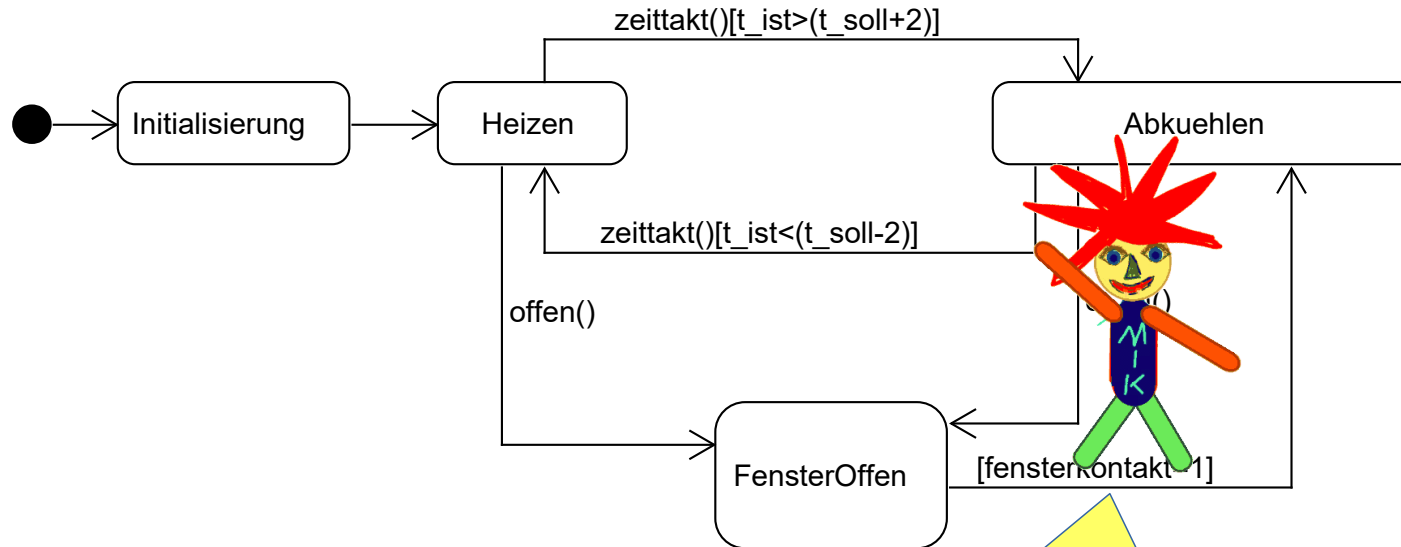 zeittakt()[t_ist>(t_soll+2)]
Initialisierung
Heizen
Abkuehlen
zeittakt()[t_ist<(t_soll-2)]
offen()
MIK
FensterOffen